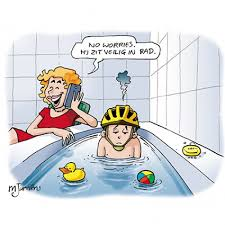 NO WORRIES.
HIJ ZIT VEILIG IN BAD.